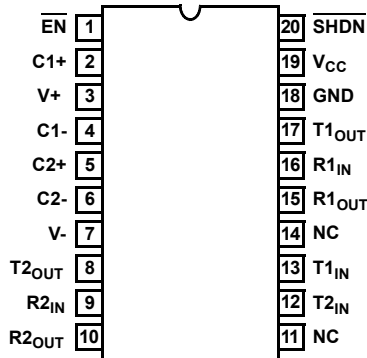 EN 1 20 SHDN
C1+ 2 19 VCC
V+ 3 18 GND
C1- 4 17 T1OUT
C2+ 5 16 R1IN
C2- 6 15 R1OUT
V- 7 14 NC
T2OUT 8 13 T1IN
R2IN 9 12 T2IN
R2OUT 10 11 NC